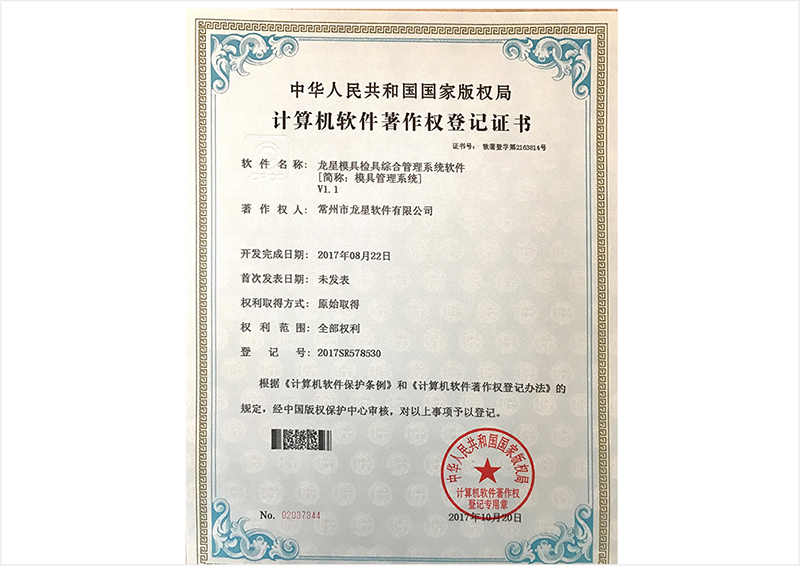 中华人民共和国国家版权局
计算机软件著作权登记证书
证书号： 软著登字第2163814号
软件名称： 龙星模具检具综合管理系统软件
[简称：模具管理系统]
V1.1
著作权人： 常州市龙星软件有限公司
开发完成日期： 2017年08月22日
首次发表日期： 未发表
权利取得方式： 原始取得
权利范围： 全部权利
登记号： 2017SR578530
根据《计算机软件保护条例》和《计算机软件著作权登记办法》的
规定，经中国版权保护中心审核，对以上事项予以登记。
中华人民共和国国家版权局
计算机软件著作权
登记专用章
No. 02037344
2017年10月20日